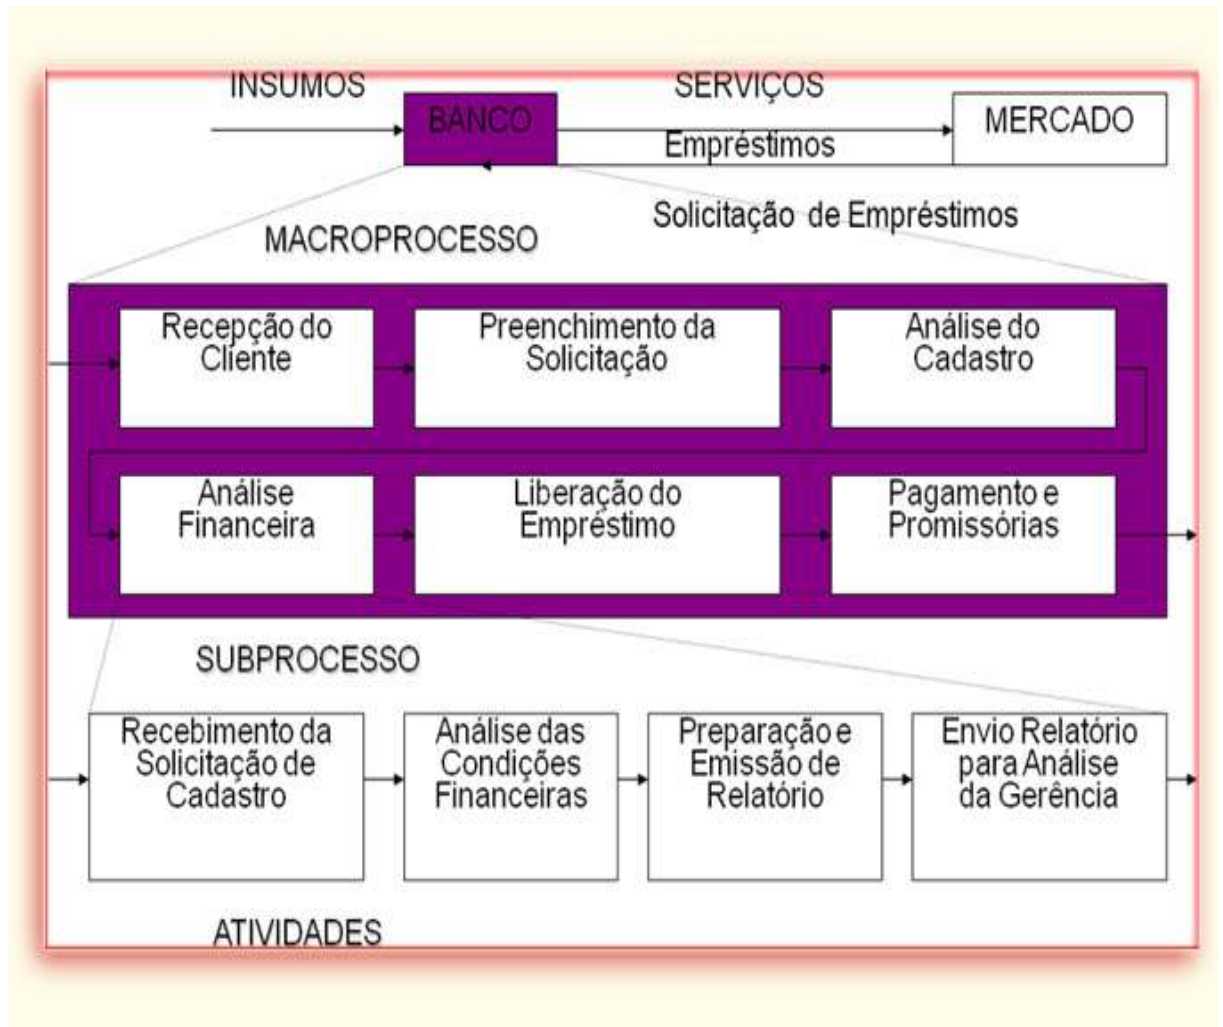 INSUMOS
SERVIÇOS
BANCO
MERCADO
Empréstimos
Solicitação de Empréstimos
MACROPROCESSO
Recepção do
Cliente
Preenchimento da
Solicitação
Análise do
Cadastro
Análise
Financeira
Liberação do
Empréstimo
Pagamento e
Promissórias
SUBPROCESSO
Recebimento da
Solicitação de
Cadastro
Análise das
Condições
Financeiras
Preparação e
Emissão de
Relatório
Envio Relatório
para Análise
da Gerência
ATIVIDADES